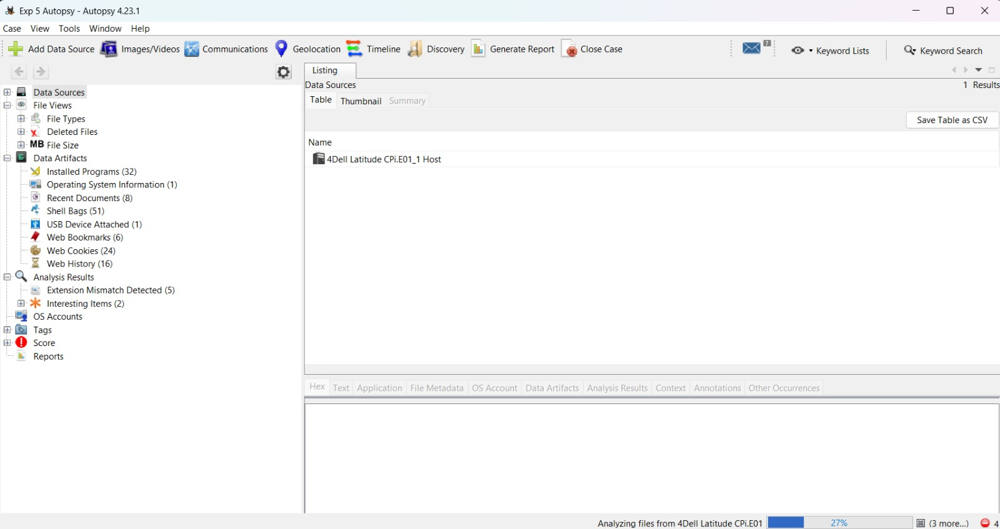 Exp 5 Autopsy - Autopsy 4.23.1
Case View Tools Window Help
Add Data Source Images/Videos Communications Geolocation Timeline Discovery Generate Report Close Case 7 Keyword Lists Keyword Search
Listing
Data Sources 1 Results
Table Thumbnail Summary
Save Table as CSV
Name
4Dell Latitude CPi.E01_1 Host
Data Sources
File Views
File Types
Deleted Files
MB File Size
Data Artifacts
Installed Programs (32)
Operating System Information (1)
Recent Documents (8)
Shell Bags (51)
USB Device Attached (1)
Web Bookmarks (6)
Web Cookies (24)
Web History (16)
Analysis Results
Extension Mismatch Detected (5)
Interesting Items (2)
OS Accounts
Tags
Score
Reports
Hex Text Application File Metadata OS Account Data Artifacts Analysis Results Context Annotations Other Occurrences
Analyzing files from 4Dell Latitude CPi.E01 27% (3 more...) 4